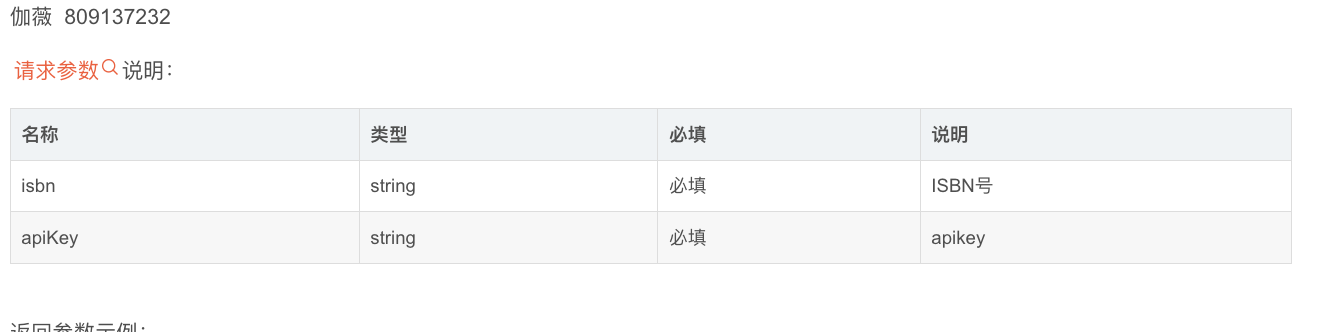 伽薇 809137232
请求参数 说明：
名称 类型 必填 说明
isbn string 必填 ISBN号
apiKey string 必填 apikey
返回参数示例：